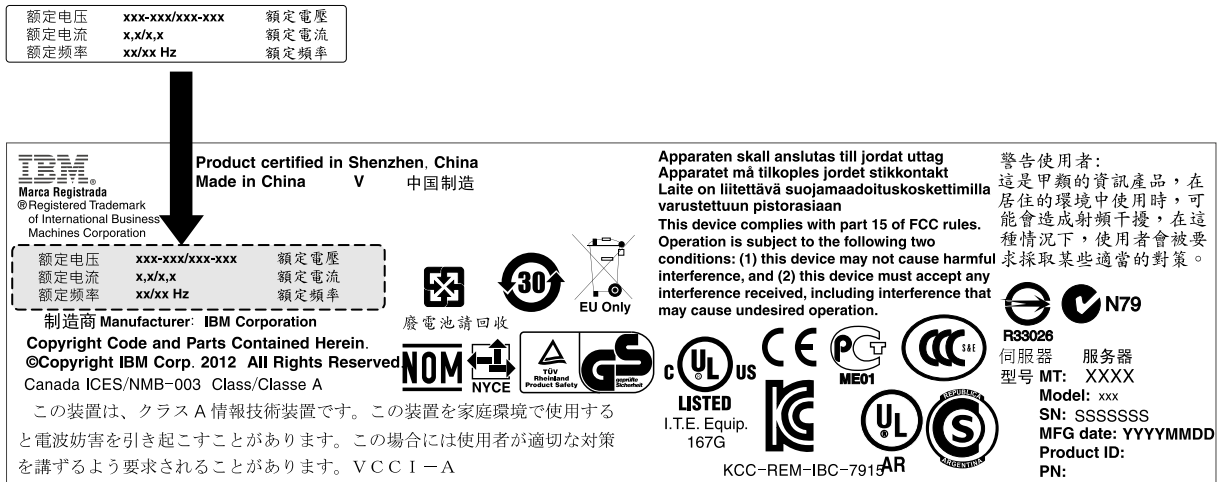 额定电压 xxx-xxx/xxx-xxx 額定電壓
额定电流 x,x/x,x 額定電流
额定频率 xx/xx Hz 額定頻率
IBM®
Marca Registrada
® Registered Trademark
of International Business
Machines Corporation
Product certified in Shenzhen, China
Made in China V 中国制造
额定电压 xxx-xxx/xxx-xxx 額定電壓
额定电流 x,x/x,x 額定電流
额定频率 xx/xx Hz 額定頻率
制造商 Manufacturer: IBM Corporation
Copyright Code and Parts Contained Herein.
©Copyright IBM Corp. 2012 All Rights Reserved
Canada ICES/NMB-003 Class/Classe A
この装置は、クラスA情報技術装置です。この装置を家庭環境で使用する
と電波妨害を引き起こすことがあります。この場合には使用者が適切な対策
を講ずるよう要求されることがあります。VCCI-A
廢電池請回收
30
EU Only
NOM
NYCE
TÜV
Rheinland
Product Safety
GS
geprüfte
Sicherheit
Apparaten skall anslutas till jordat uttag
Apparatet må tilkoples jordet stikkontakt
Laite on liitettävä suojamaadoituskoskettimilla
varustettuun pistorasiaan
This device complies with part 15 of FCC rules.
Operation is subject to the following two
conditions: (1) this device may not cause harmful
interference, and (2) this device must accept any
interference received, including interference that
may cause undesired operation.
C UL® US
LISTED
I.T.E. Equip.
167G
CE
ME01
CCC S&E
KCC-REM-IBC-7915
UL®
AR
REPUBLICA
S
ARGENTINA
警告使用者:
這是甲類的資訊產品，在
居住的環境中使用時，可
能會造成射頻干擾，在這
種情況下，使用者會被要
求採取某些適當的對策。
R33026
N79
伺服器 服务器
型号 MT: XXXX
Model: xxx
SN: SSSSSSS
MFG date: YYYYMMDD
Product ID:
PN: